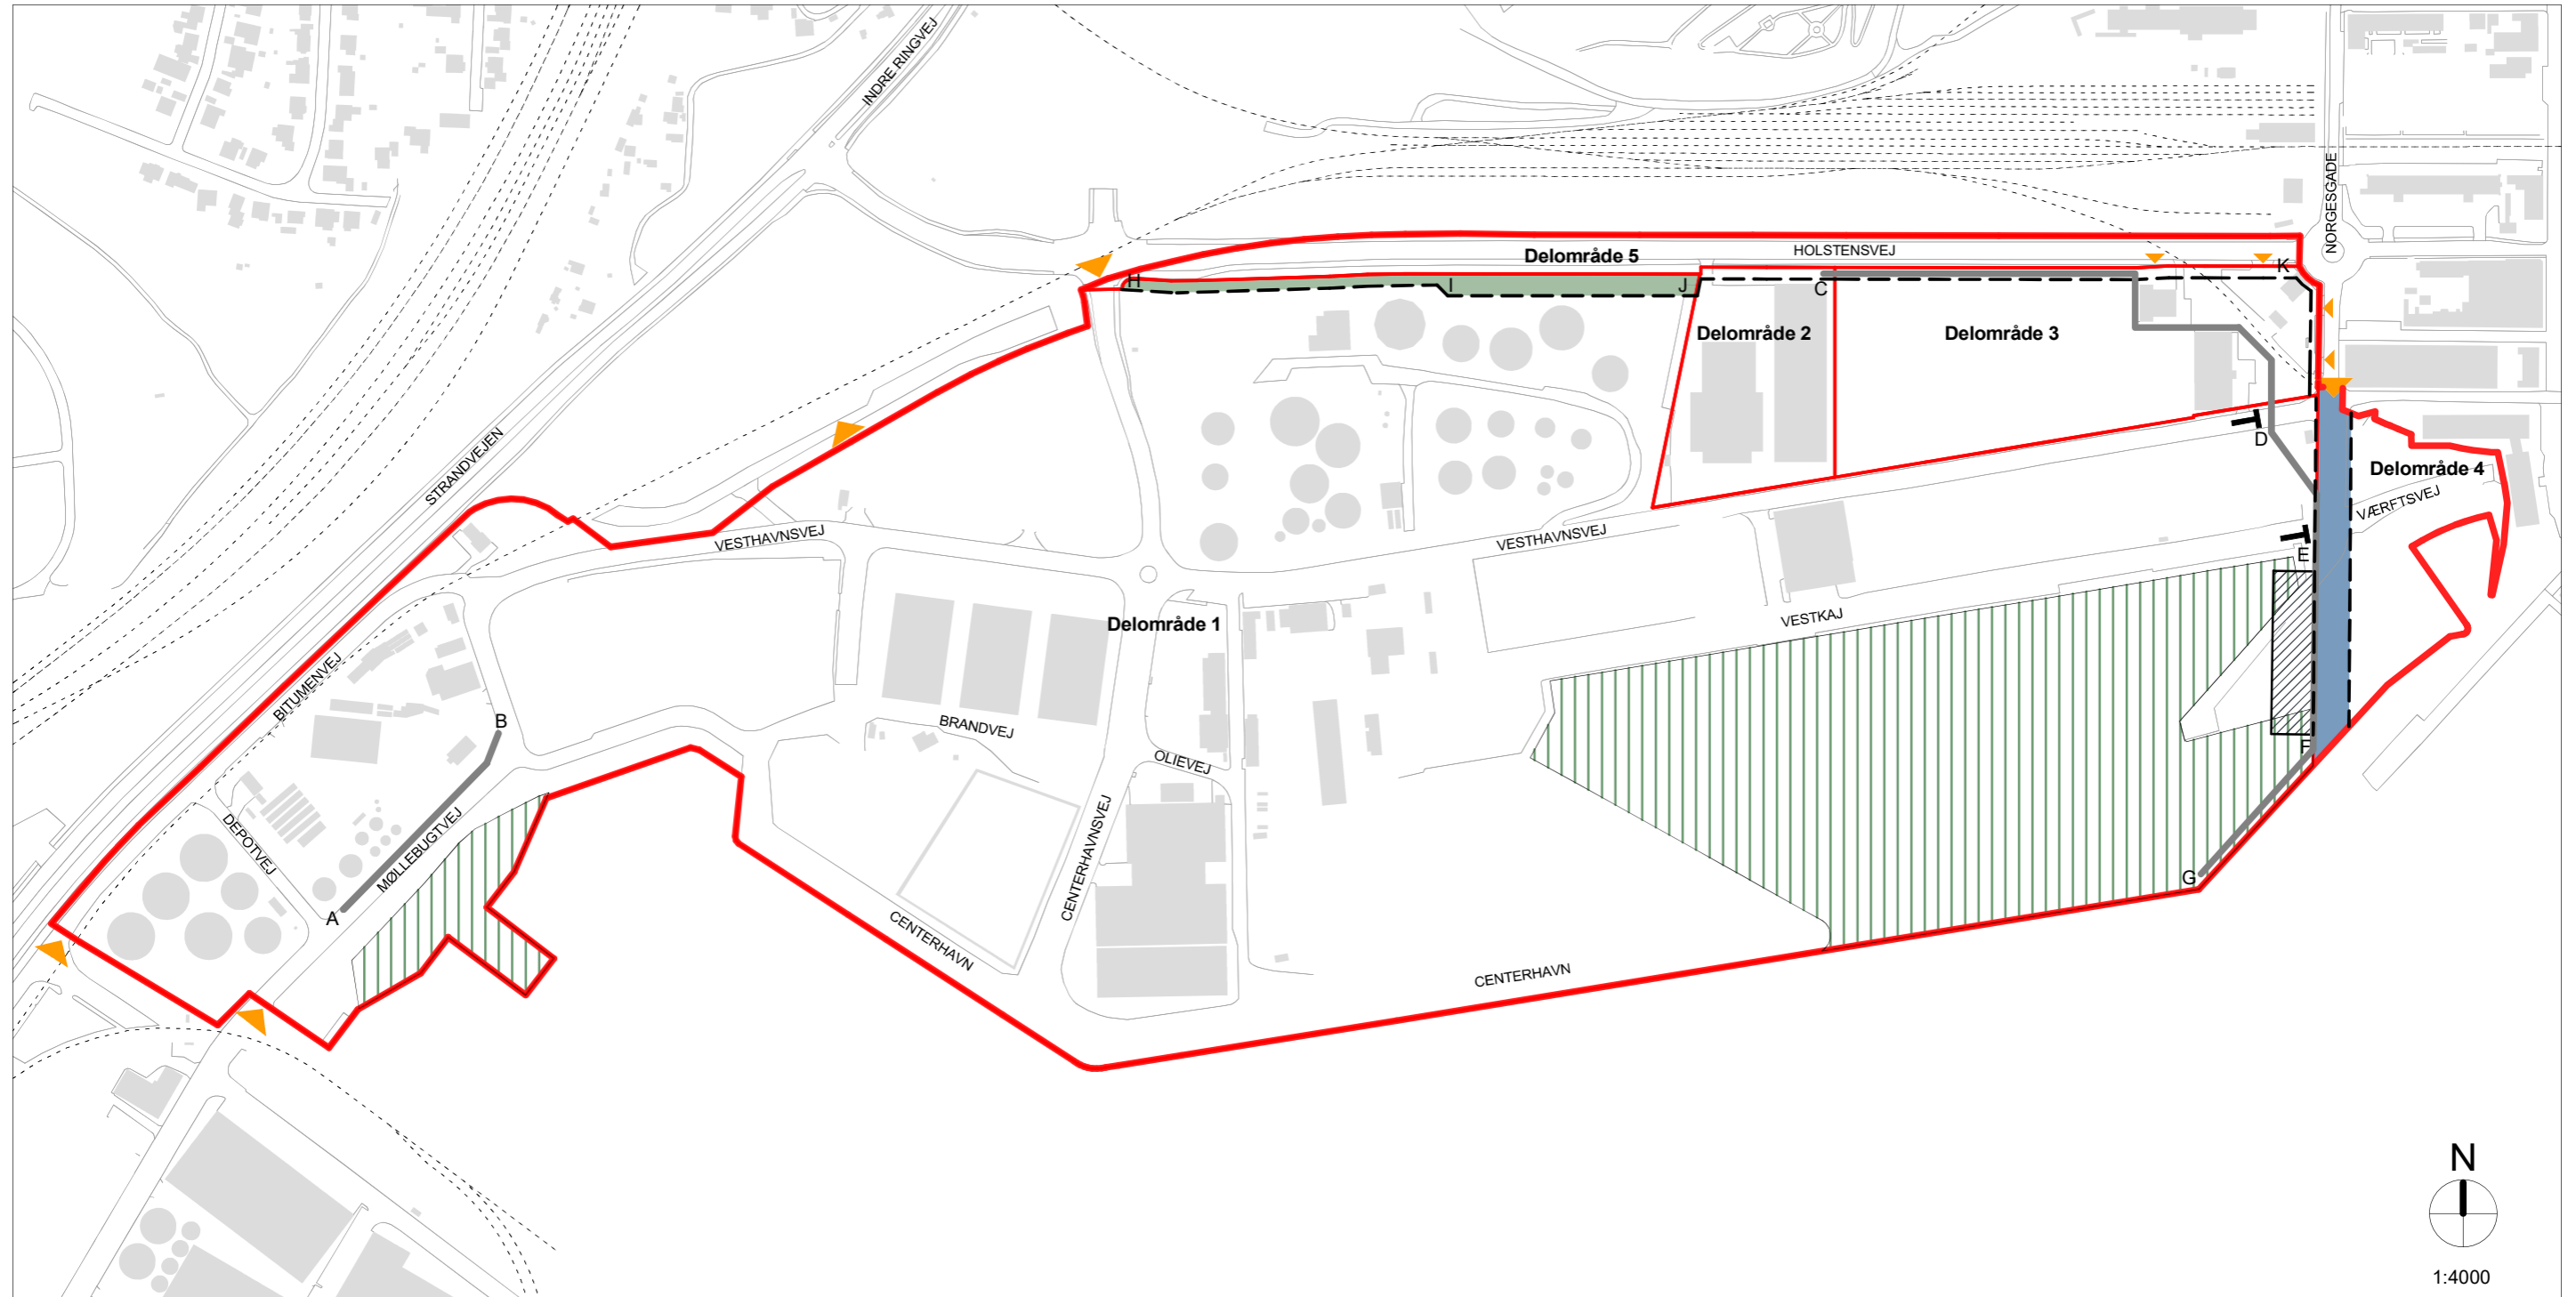 INDRE RINGVEJ
NORGESGADE
Delområde 5
HOLSTENSVEJ
K
H
I
J
C
Delområde 2
Delområde 3
STRANDVEJEN
D
Delområde 4
VÆRFTSVEJ
VESTHAVNSVEJ
VESTHAVNSVEJ
E
Delområde 1
VESTKAJ
BITUMENVEJ
B
BRANDVEJ
OLIEVEJ
F
DEPOTVEJ
MØLLEBUGTVEJ
CENTERHAVNSVEJ
G
A
CENTERHAVN
CENTERHAVN
N
1:4000